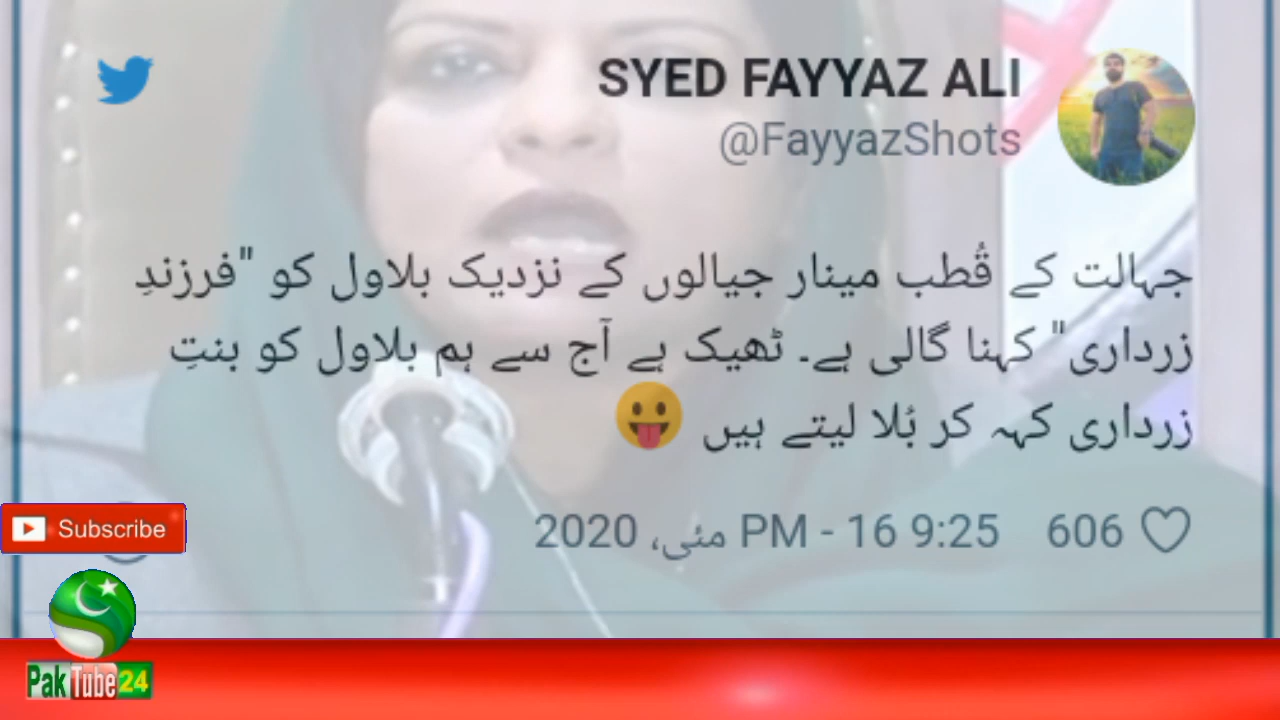 SYED FAYYAZ ALI
@FayyazShots
جہالت کے قُطب مینار جیالوں کے نزدیک بلاول کو "فرزندِ
زرداری" کہنا گالی ہے۔ ٹھیک ہے آج سے ہم بلاول کو بنتِ
زرداری کہہ کر بُلا لیتے ہیں 😛
606 9:25 PM - 16 مئی، 2020
Subscribe
PakTube24